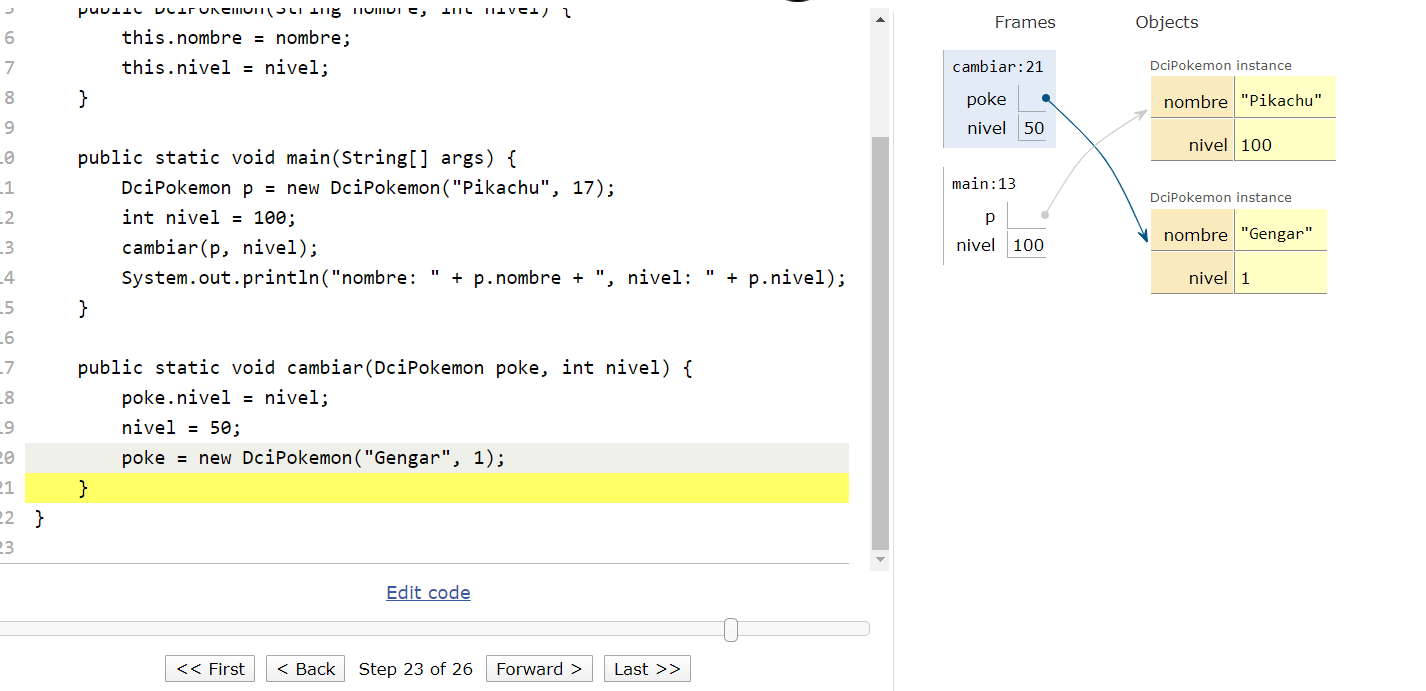 public DciPokemon(String nombre, int nivel) {
6 this.nombre = nombre;
7 this.nivel = nivel;
8 }
9
10 public static void main(String[] args) {
11 DciPokemon p = new DciPokemon("Pikachu", 17);
12 int nivel = 100;
13 cambiar(p, nivel);
14 System.out.println("nombre: " + p.nombre + ", nivel: " + p.nivel);
15 }
16
17 public static void cambiar(DciPokemon poke, int nivel) {
18 poke.nivel = nivel;
19 nivel = 50;
20 poke = new DciPokemon("Gengar", 1);
21 }
22 }
23
Edit code
<< First < Back Step 23 of 26 Forward > Last >>
Frames Objects
cambiar:21
poke
nivel 50
main:13
p
nivel 100
DciPokemon instance
nombre "Pikachu"
nivel 100
DciPokemon instance
nombre "Gengar"
nivel 1